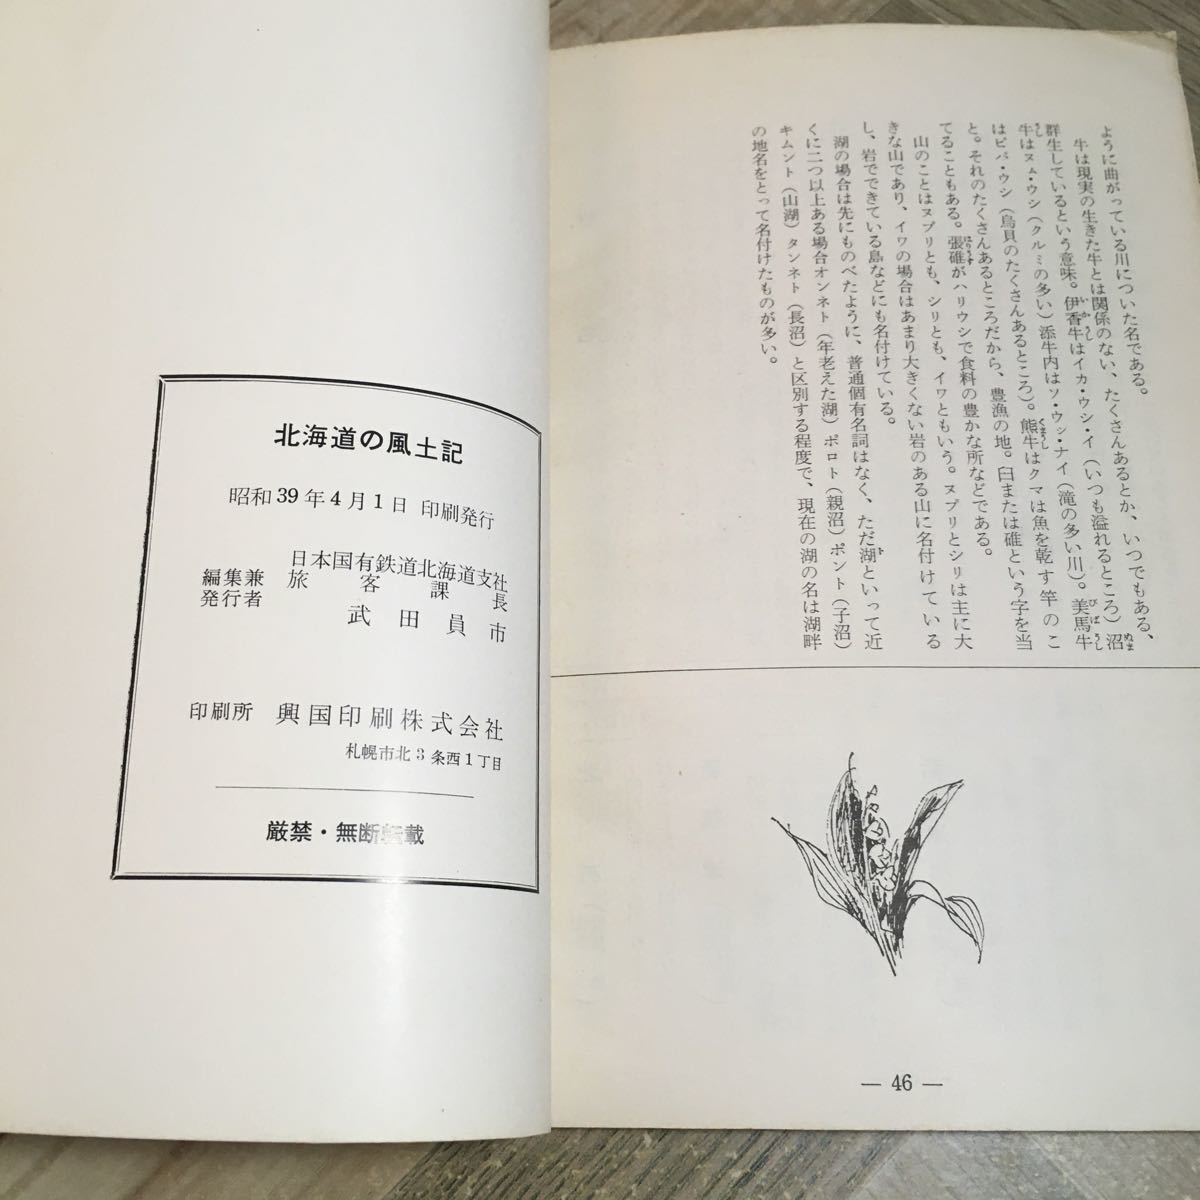 ように曲がっている川についた名である。
牛は現実の生きた牛とは関係のない、たくさんあるとか、いつでもある、
群生しているという意味。伊香牛はイカ・ウシ・イ（いつも溢れるところ）沼
牛はヌム・ウシ（クルミの多い）添牛内はソ・ウッ・ナイ（滝の多い川）。美馬牛
はピパ・ウシ（烏貝のたくさんあるところ）。熊牛はクマは魚を乾す竿のこ
と。それのたくさんあるところだから、豊漁の地。臼または碓という字を当
てることもある。張碓がハリウシで食料の豊かな所などである。
山のことはヌプリとも、シリとも、イワともいう。ヌプリとシリは主に大
きな山であり、イワの場合はあまり大きくない岩のある山に名付けている
し、岩でできている島などにも名付けている。
湖の場合は先にものべたように、普通個有名詞はなく、ただ湖といって近
くに二つ以上ある場合オンネト（年老えた湖）ポロト（親沼）ポント（子沼）
キムント（山湖）タンネト（長沼）と区別する程度で、現在の湖の名は湖畔
の地名をとって名付けたものが多い。
— 46 —
北海道の風土記
昭和39年4月1日 印刷発行
編集兼発行者 日本国有鉄道北海道支社
旅客課長
武田員市
印刷所 興国印刷株式会社
札幌市北3条西1丁目
厳禁・無断転載